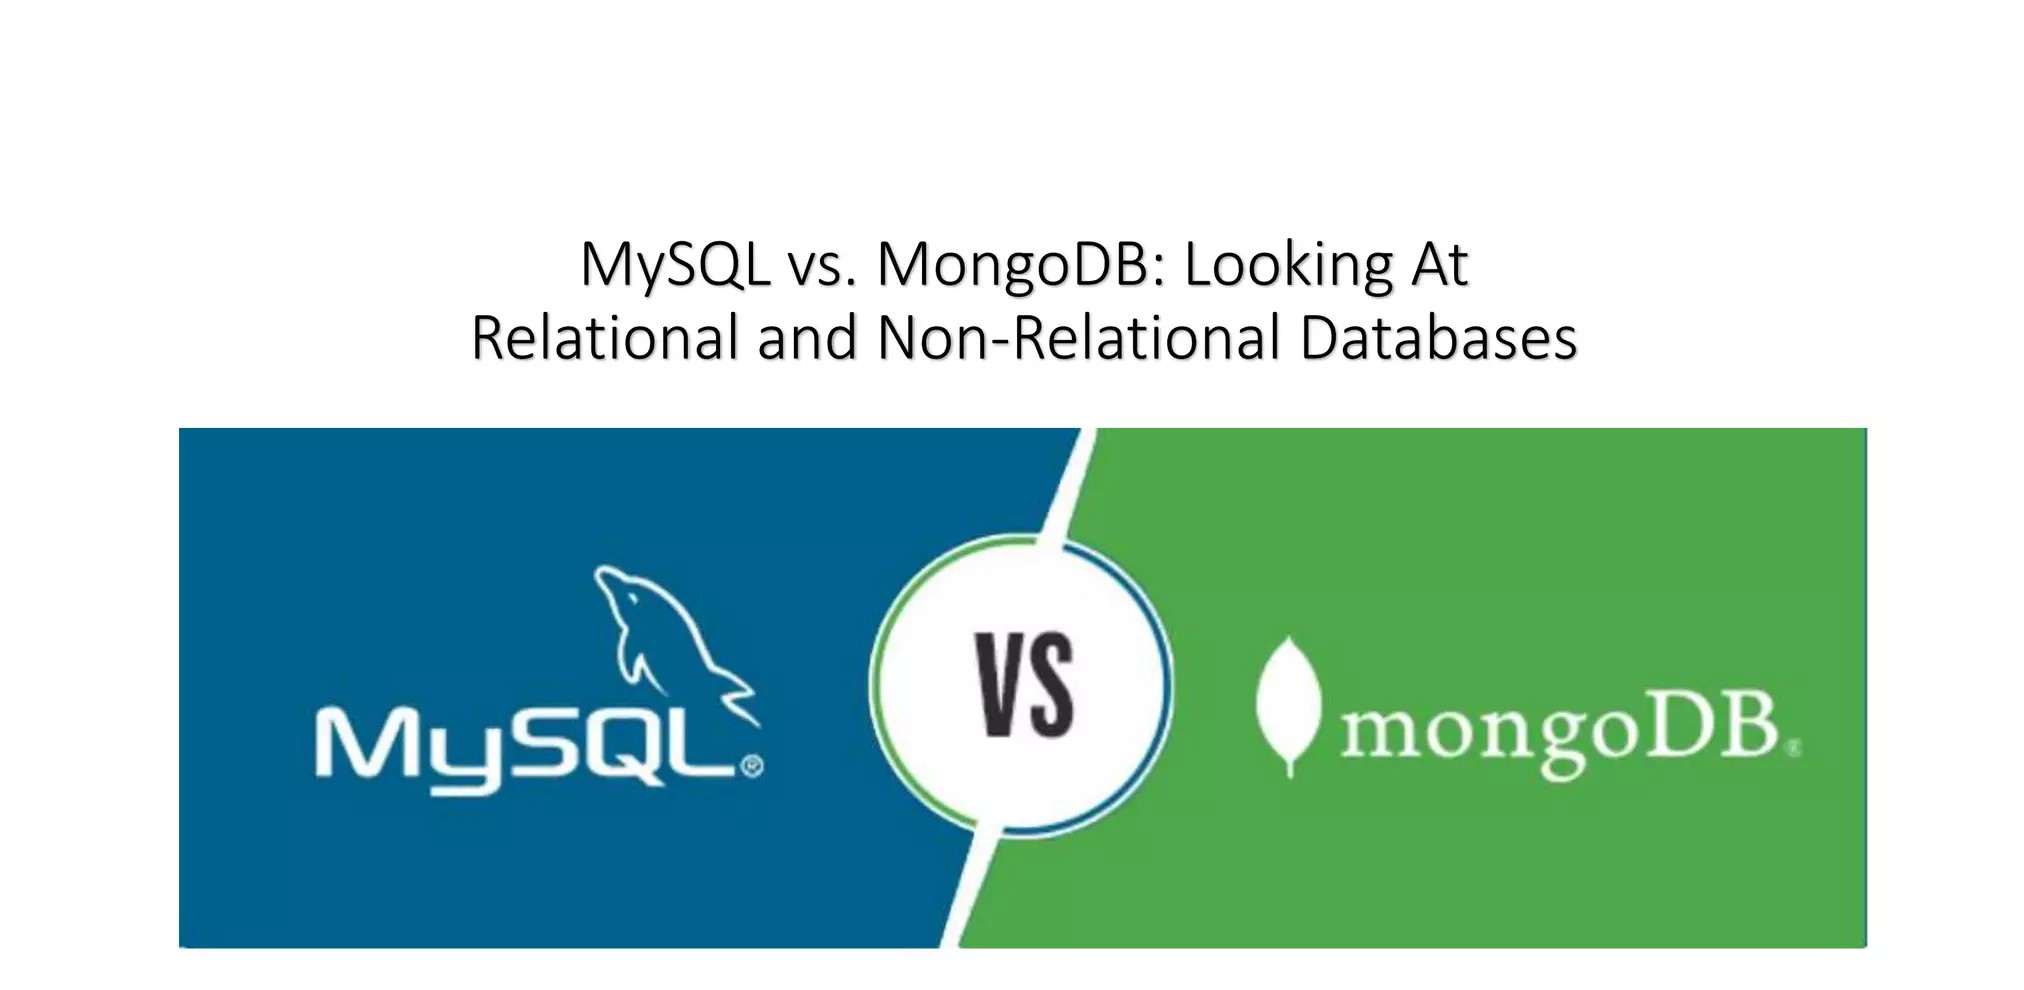 MySQL vs. MongoDB: Looking At
Relational and Non-Relational Databases
MySQL®
VS
mongoDB®